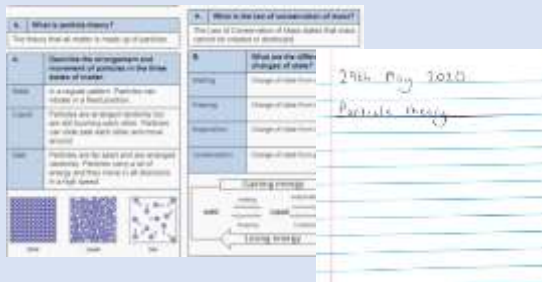 What is particle theory?
The theory that all matter is made up of particles
Describe the arrangement and
movement of particles in the three
states of matter
Solid
In a regular pattern. Particles can
vibrate in a fixed position.
Liquid
Particles are arranged randomly but
are still touching each other. Particles
can slide past each other and move
around.
Gas
Particles are far apart and are arranged
randomly. Particles carry a lot of
energy and they move in all directions
in a high speed.
What is the law of conservation of mass?
The Law of Conservation of Mass states that mass
cannot be created or destroyed
What are the
changes of state?
Melting
Change of state from
Freezing
Change of state from
Evaporation
Change of state from
Condensation
Change of state from
Gaining energy
Losing energy
29th May 2020
Particle theory